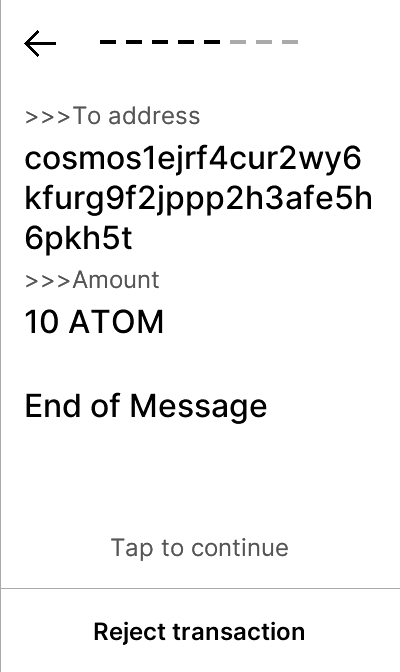 >>>To address
cosmos1ejrf4cur2wy6
kfurg9f2jppp2h3afe5h
6pkh5t
>>>Amount
10 ATOM
End of Message
Tap to continue
Reject transaction